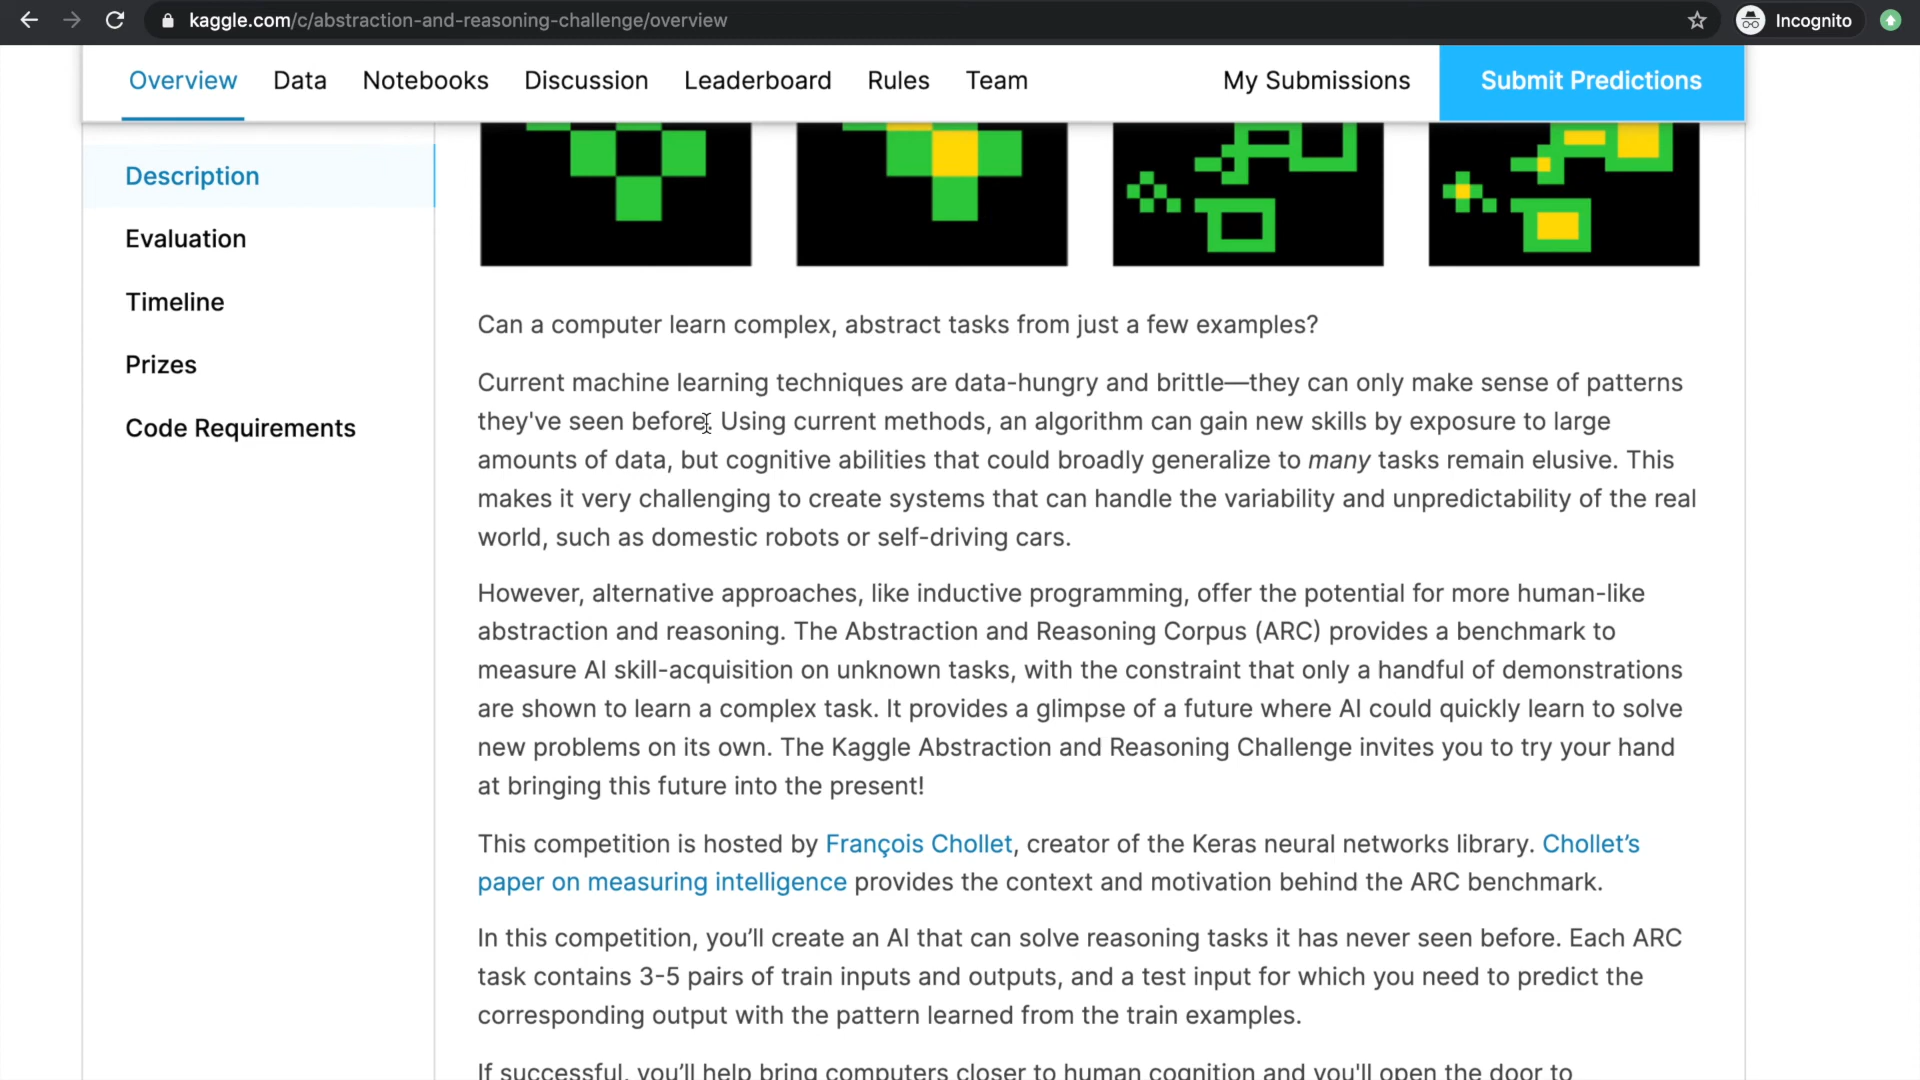 kaggle.com/c/abstraction-and-reasoning-challenge/overview
Incognito
Overview Data Notebooks Discussion Leaderboard Rules Team My Submissions Submit Predictions
Description
Evaluation
Timeline
Prizes
Code Requirements
Can a computer learn complex, abstract tasks from just a few examples?
Current machine learning techniques are data-hungry and brittle—they can only make sense of patterns
they've seen before. Using current methods, an algorithm can gain new skills by exposure to large
amounts of data, but cognitive abilities that could broadly generalize to many tasks remain elusive. This
makes it very challenging to create systems that can handle the variability and unpredictability of the real
world, such as domestic robots or self-driving cars.
However, alternative approaches, like inductive programming, offer the potential for more human-like
abstraction and reasoning. The Abstraction and Reasoning Corpus (ARC) provides a benchmark to
measure AI skill-acquisition on unknown tasks, with the constraint that only a handful of demonstrations
are shown to learn a complex task. It provides a glimpse of a future where AI could quickly learn to solve
new problems on its own. The Kaggle Abstraction and Reasoning Challenge invites you to try your hand
at bringing this future into the present!
This competition is hosted by François Chollet, creator of the Keras neural networks library. Chollet’s
paper on measuring intelligence provides the context and motivation behind the ARC benchmark.
In this competition, you’ll create an AI that can solve reasoning tasks it has never seen before. Each ARC
task contains 3-5 pairs of train inputs and outputs, and a test input for which you need to predict the
corresponding output with the pattern learned from the train examples.
If successful, you’ll help bring computers closer to human cognition and you'll open the door to